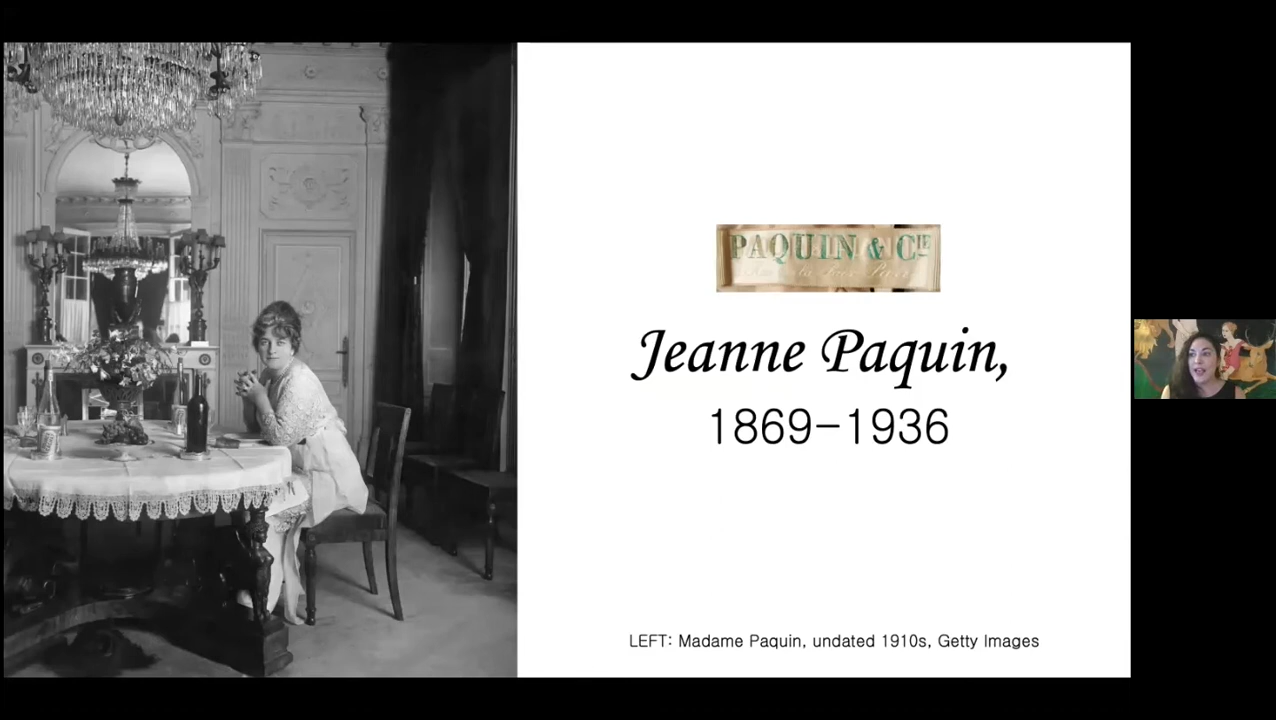 PAQUIN & CIE
Jeanne Paquin,
1869-1936
LEFT: Madame Paquin, undated 1910s, Getty Images